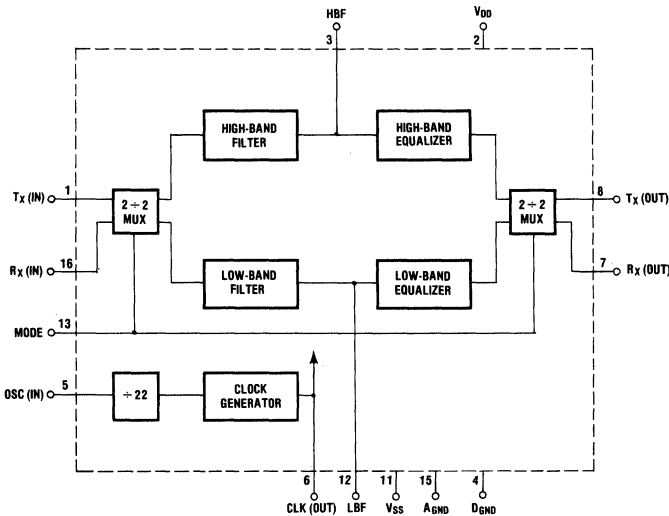 HBF
VDD
3
2
HIGH-BAND
FILTER
HIGH-BAND
EQUALIZER
TX (IN)
1
2 ÷ 2
MUX
2 ÷ 2
MUX
8
TX (OUT)
RX (IN)
16
LOW-BAND
FILTER
LOW-BAND
EQUALIZER
7
RX (OUT)
MODE
13
OSC (IN)
5
÷22
CLOCK
GENERATOR
6
12
11
15
4
CLK (OUT)
LBF
VSS
AGND
DGND